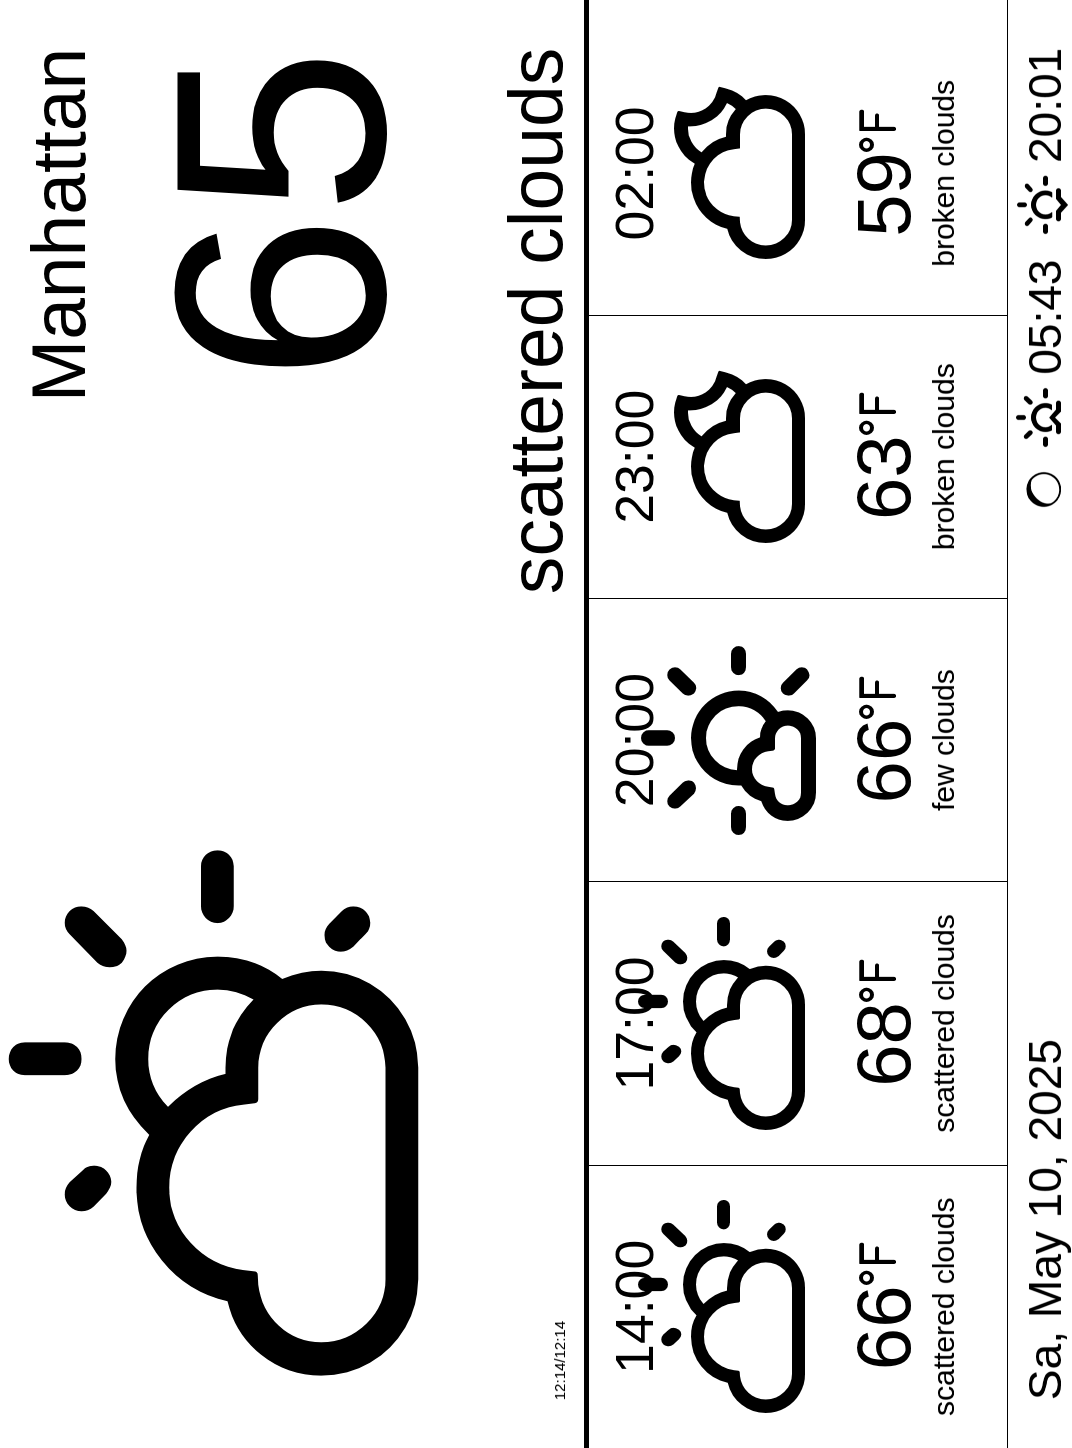 Manhattan
65
scattered clouds
12:14/12:14
14:00
66°F
scattered clouds
17:00
68°F
scattered clouds
20:00
66°F
few clouds
23:00
63°F
broken clouds
02:00
59°F
broken clouds
Sa, May 10, 2025
05:43
20:01